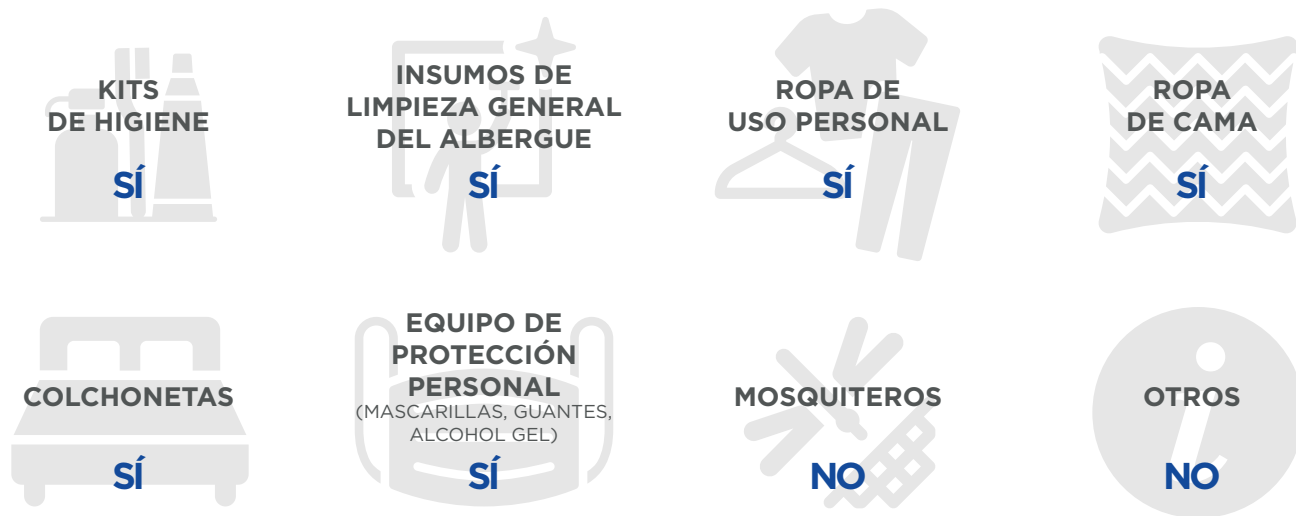 KITS
DE HIGIENE
SÍ
INSUMOS DE
LIMPIEZA GENERAL
DEL ALBERGUE
SÍ
ROPA DE
USO PERSONAL
SÍ
ROPA
DE CAMA
SÍ
COLCHONETAS
SÍ
EQUIPO DE
PROTECCIÓN
PERSONAL
(MASCARILLAS, GUANTES,
ALCOHOL GEL)
SÍ
MOSQUITEROS
NO
OTROS
NO